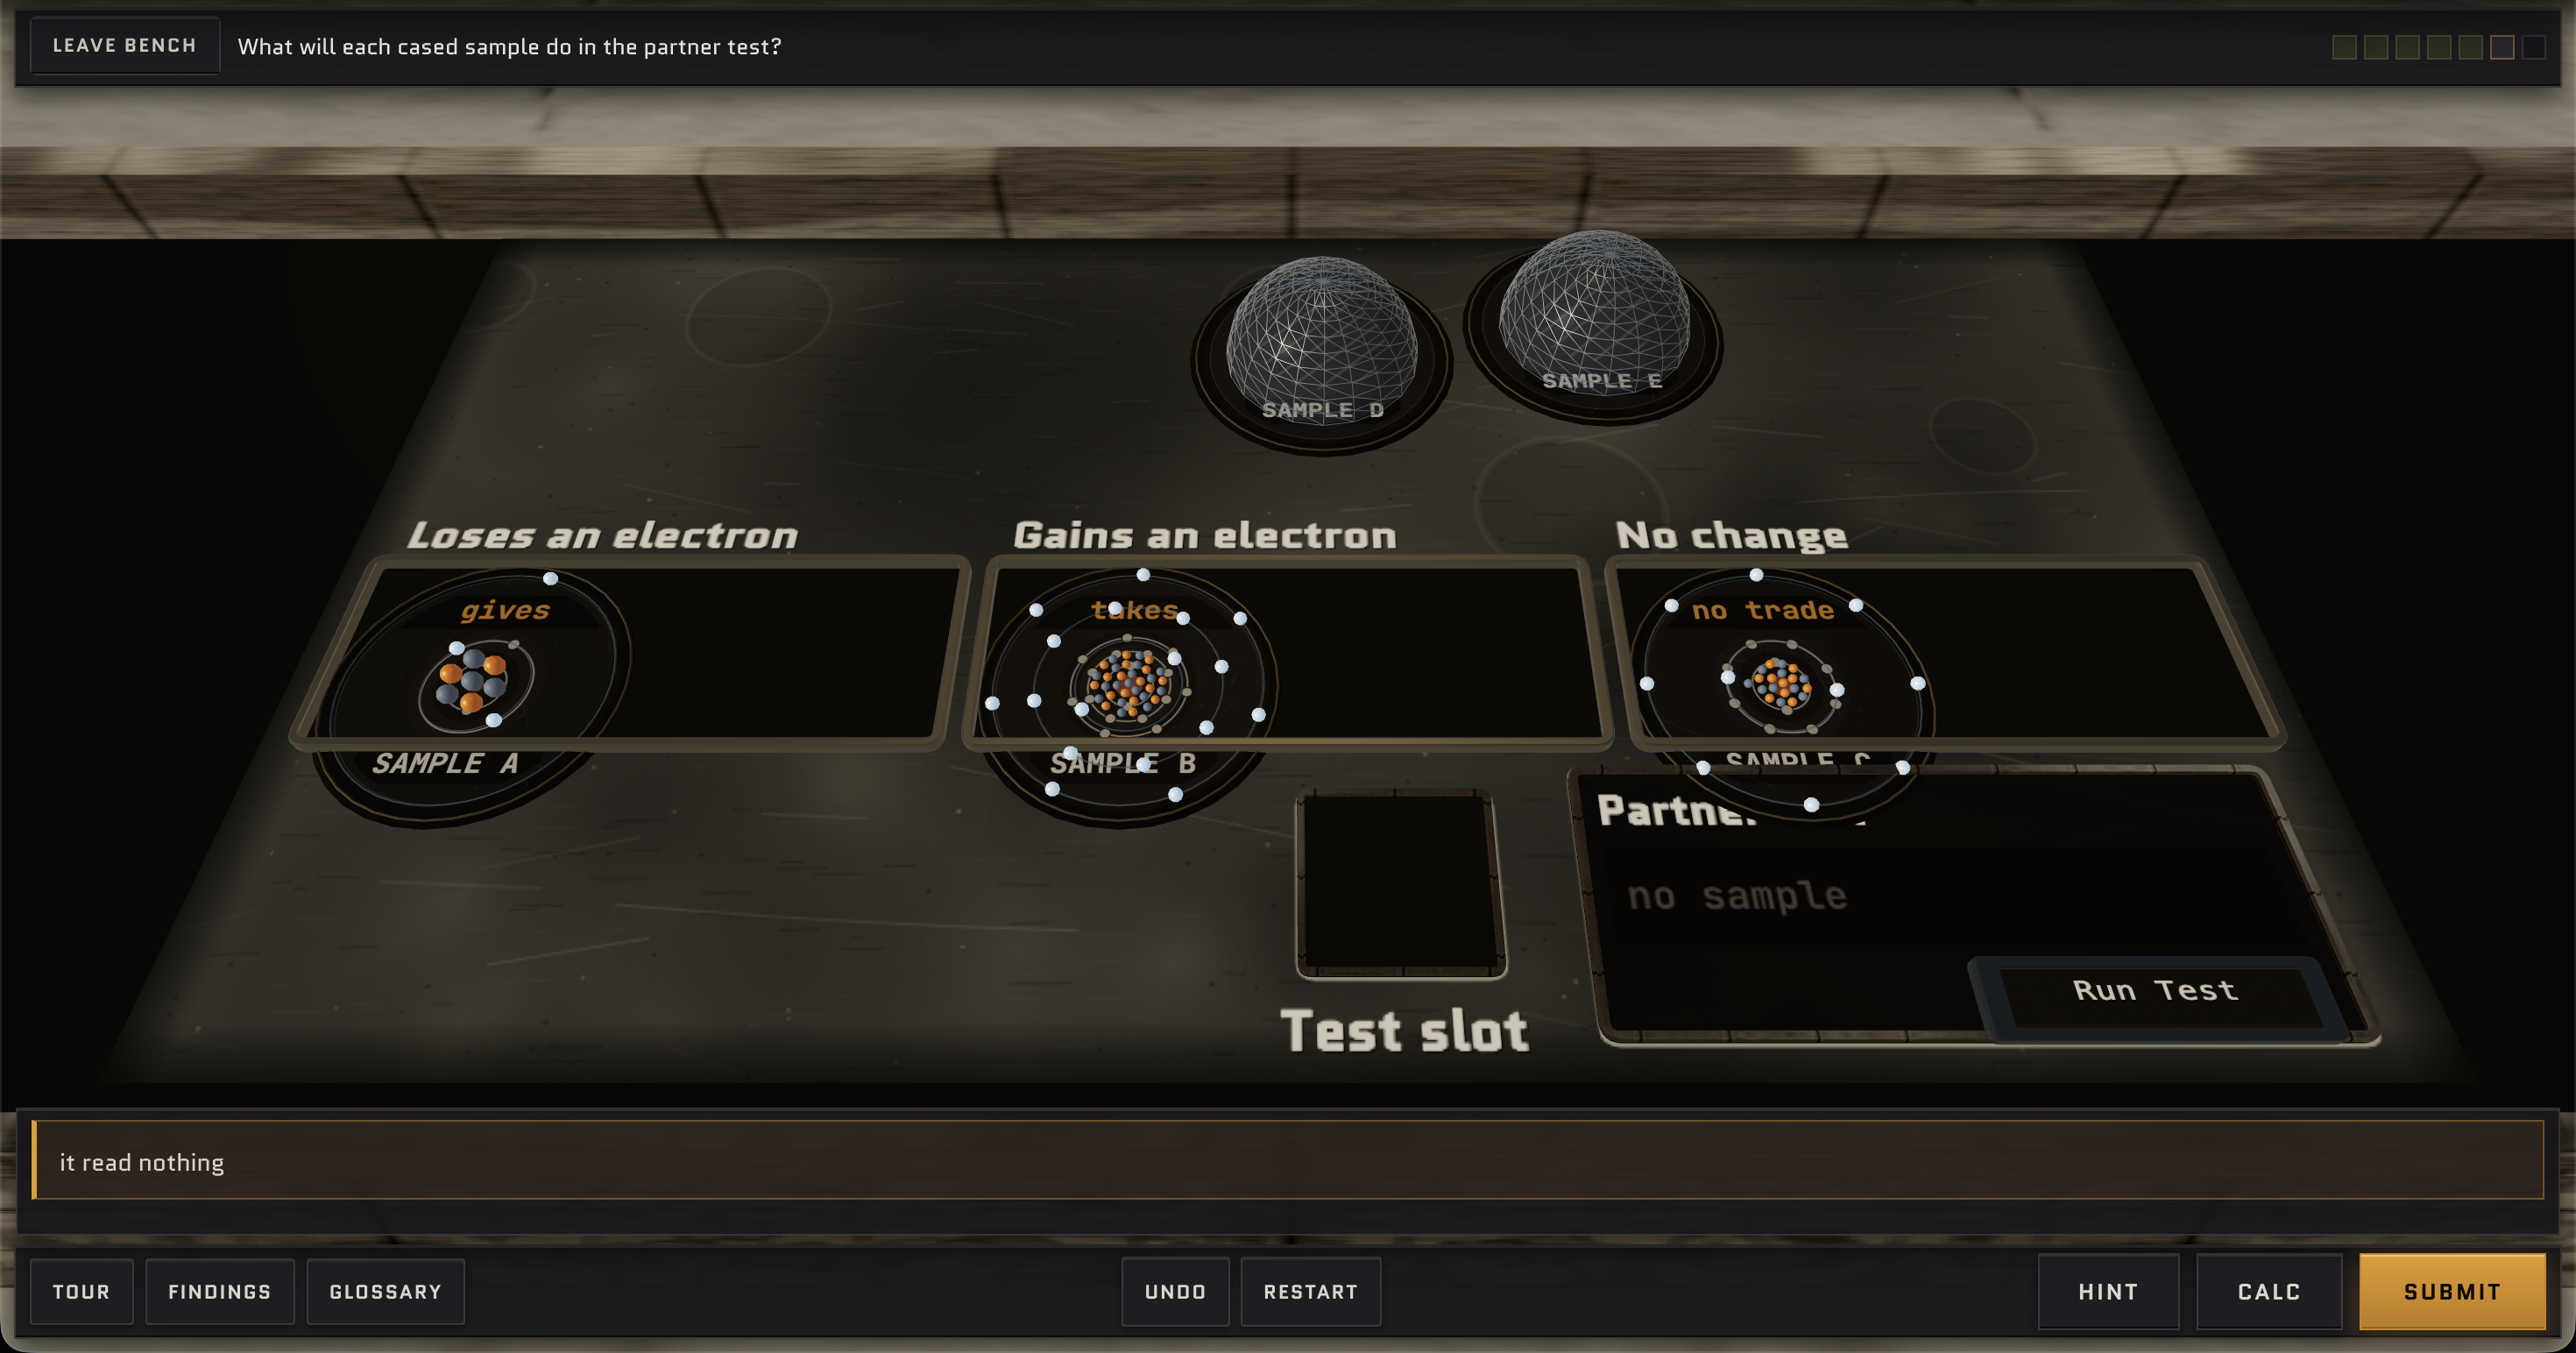 LEAVE BENCH
What will each cased sample do in the partner test?
SAMPLE D
SAMPLE E
Loses an electron
Gains an electron
No change
gives
takes
no trade
SAMPLE A
SAMPLE B
SAMPLE C
no sample
Run Test
Test slot
it read nothing
TOUR
FINDINGS
GLOSSARY
UNDO
RESTART
HINT
CALC
SUBMIT